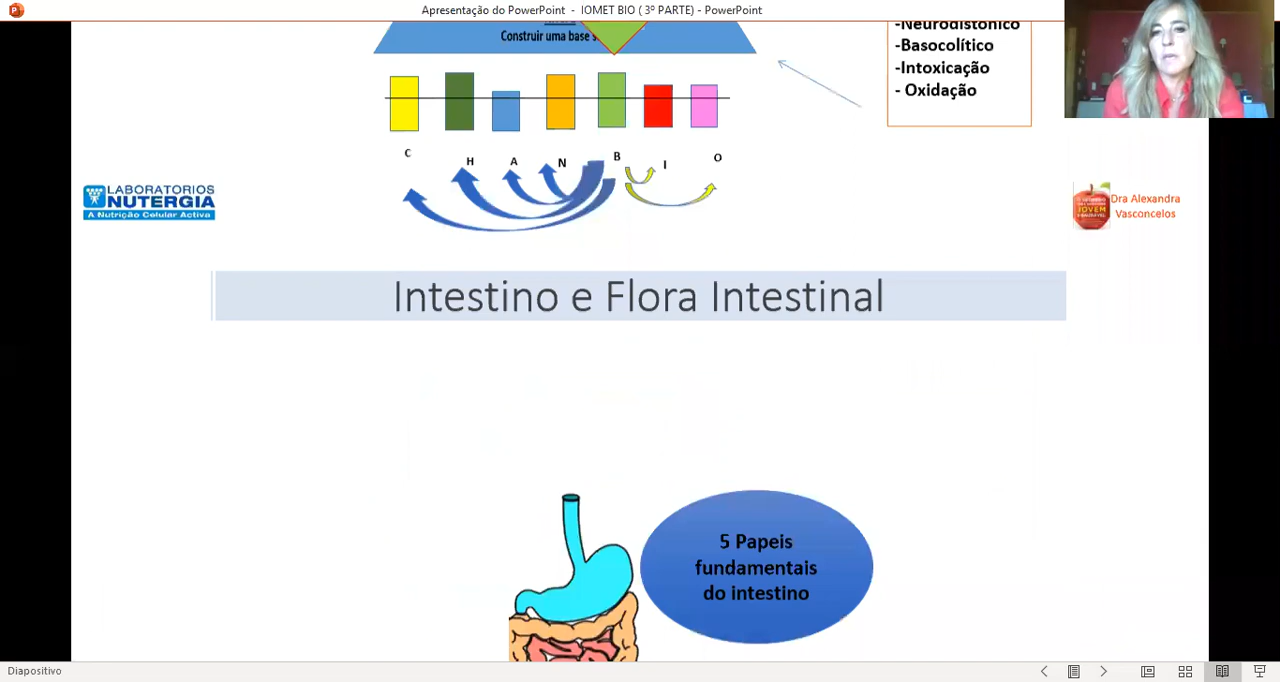 Apresentação do PowerPoint - IOMET BIO ( 3º PARTE) - PowerPoint
Construir uma base s
-Neurodistónico
-Basocolítico
-Intoxicação
- Oxidação
C H A N B I O
LABORATORIOS
NUTERGIA
A Nutrição Celular Activa
JOVEM
Dra Alexandra
Vasconcelos
Intestino e Flora Intestinal
5 Papeis
fundamentais
do intestino
Diapositivo